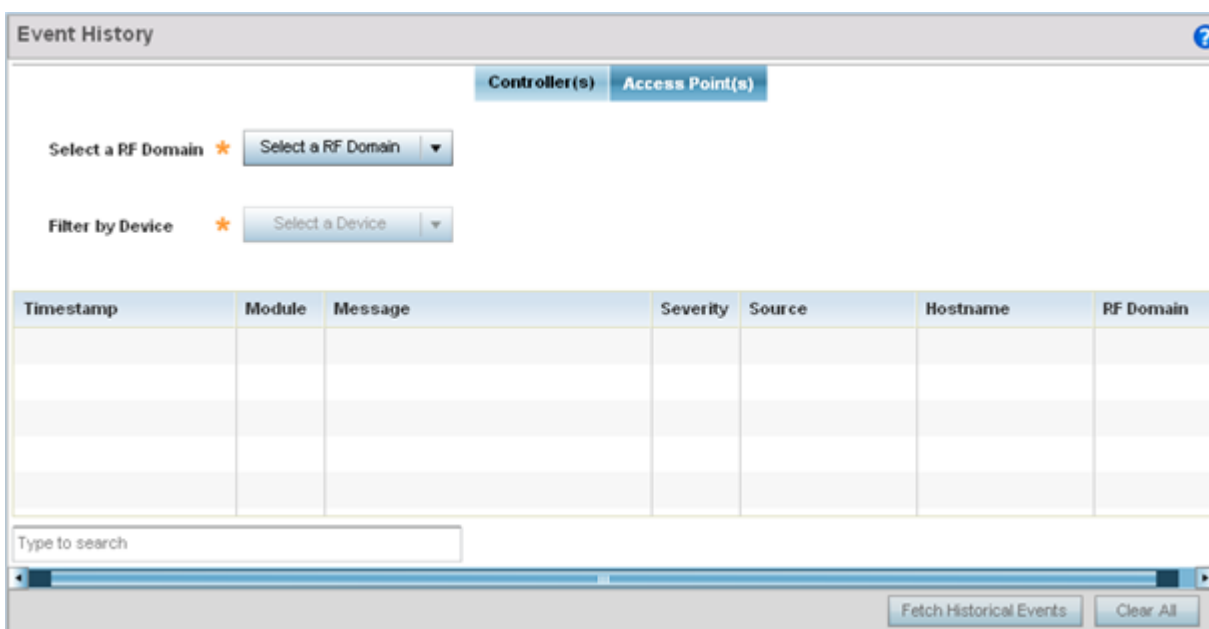 Event History
?
Controller(s) Access Point(s)
Select a RF Domain * Select a RF Domain
Filter by Device * Select a Device
Timestamp Module Message Severity Source Hostname RF Domain
Type to search
Fetch Historical Events Clear All